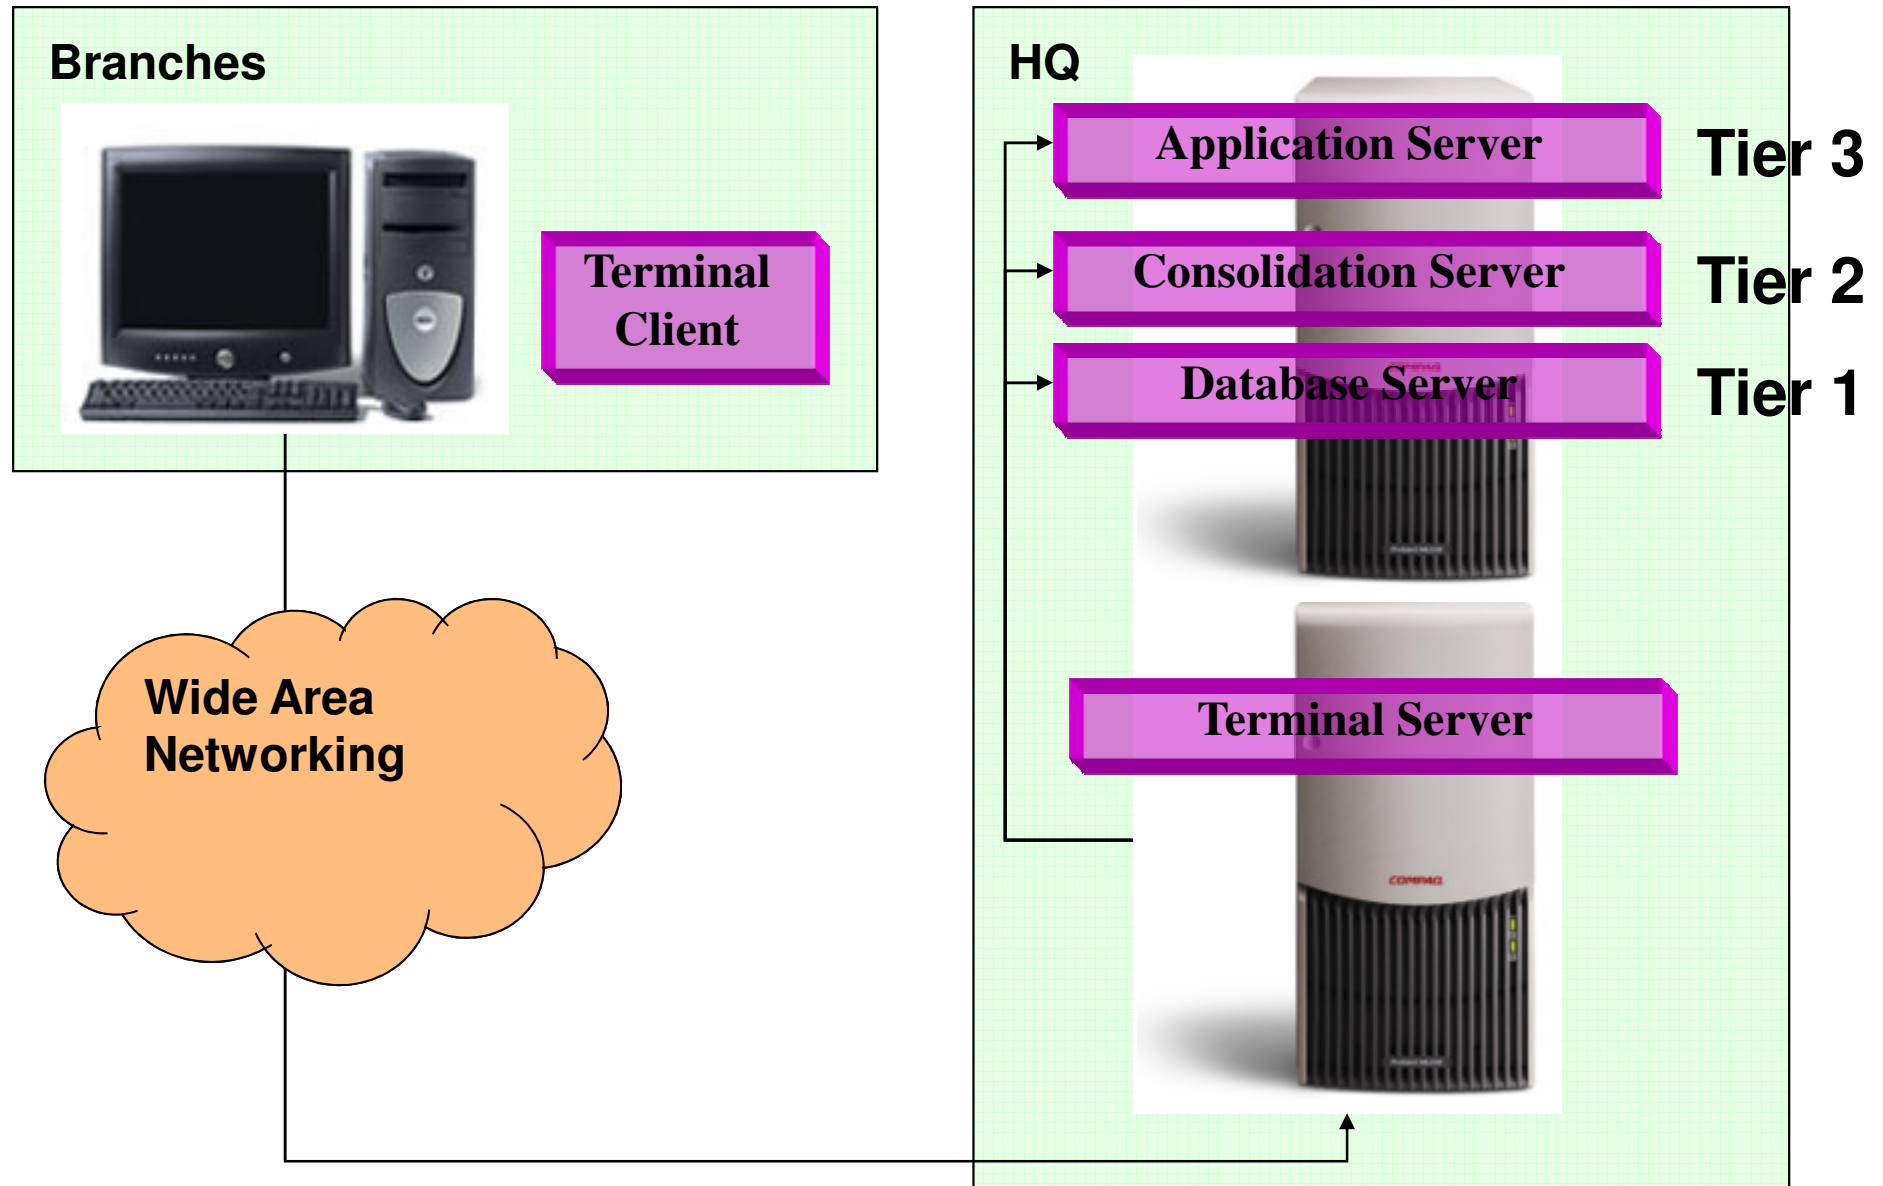 Branches
Terminal
Client
Wide Area
Networking
HQ
Application Server
Tier 3
Consolidation Server
Tier 2
Database Server
Tier 1
Terminal Server
COMPAQ